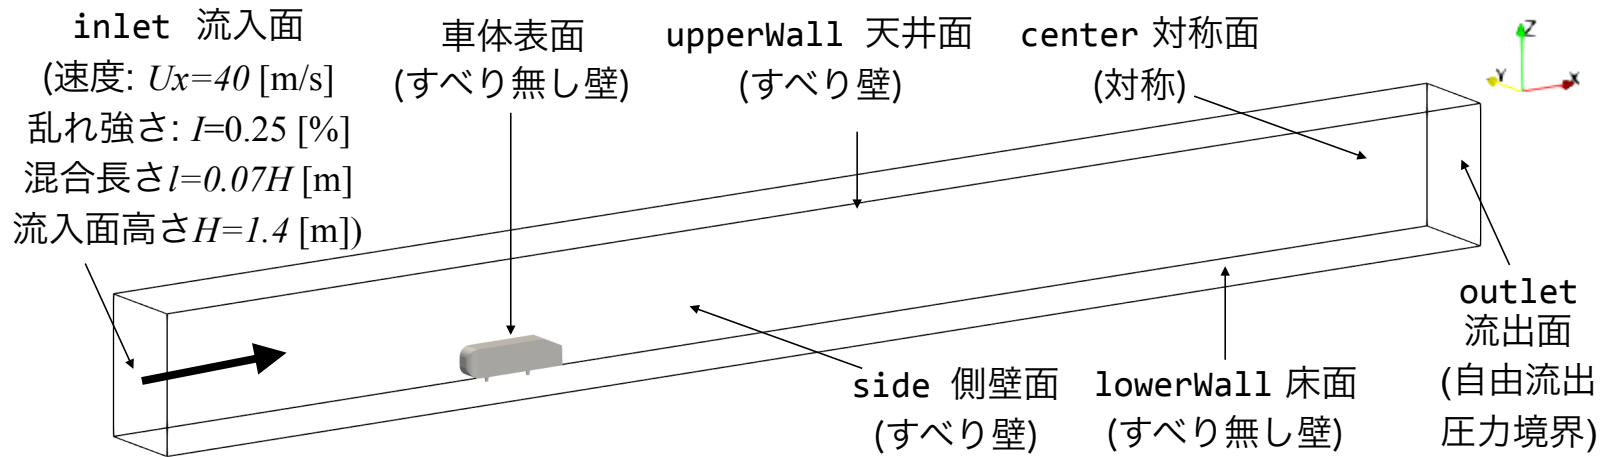 inlet 流入面
(速度: Ux=40 [m/s]
乱れ強さ: I=0.25 [%]
混合長さl=0.07H [m]
流入面高さH=1.4 [m])
車体表面
(すべり無し壁)
upperWall 天井面
(すべり壁)
center 対称面
(対称)
Z
Y
X
outlet
流出面
(自由流出
圧力境界)
side 側壁面
(すべり壁)
lowerWall 床面
(すべり無し壁)